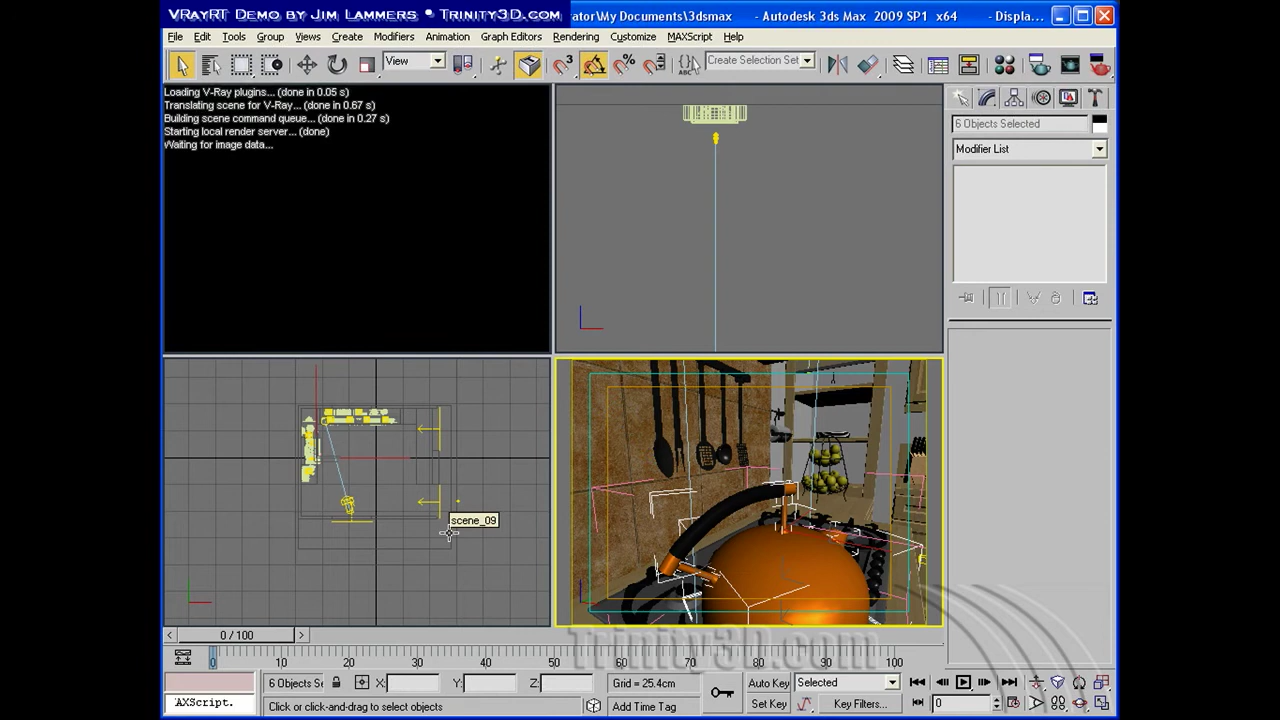 VRayRT Demo by Jim Lammers • Trinity3D.com
ator/My Documents\3dsmax - Autodesk 3ds Max 2009 SP1 x64 - Displa...
File Edit Tools Group Views Create Modifiers Animation Graph Editors Rendering Customize MAXScript Help
View
3
%
ABC
Create Selection Set
Loading V-Ray plugins... (done in 0.05 s)
Translating scene for V-Ray... (done in 0.67 s)
Building scene command queue... (done in 0.27 s)
Starting local render server... (done)
Waiting for image data...
6 Objects Selected
Modifier List
scene_09
0 / 100
0 10 20 30 40 50 60 70 80 90 100
Trinity3D.com
6 Objects Se X: Y: Z: Grid = 25.4cm Auto Key Selected
AXScript. Click or click-and-drag to select objects Add Time Tag Set Key Key Filters... 0